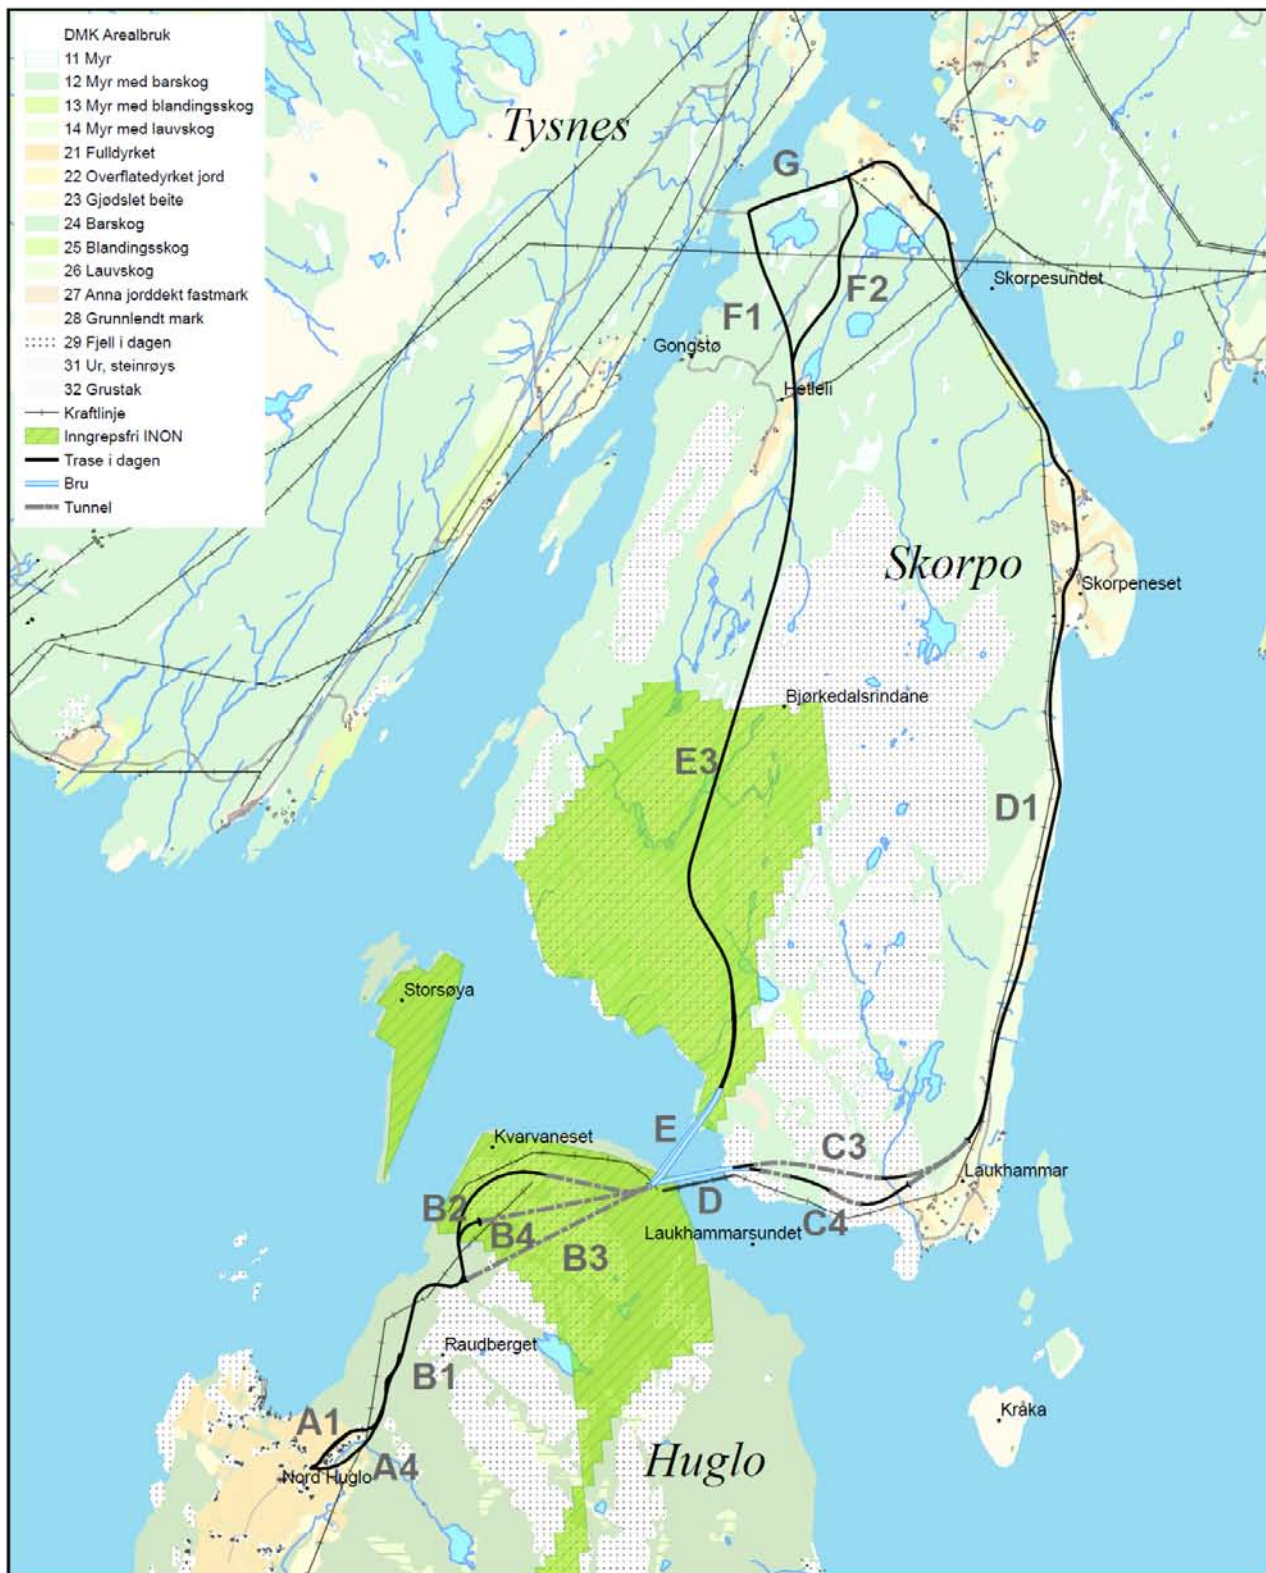 DMK Arealbruk
11 Myr
12 Myr med barskog
13 Myr med blandingsskog
14 Myr med lauvskog
21 Fulldyrket
22 Overflatedyrket jord
23 Gjødslet beite
24 Barskog
25 Blandingsskog
26 Lauvskog
27 Anna jorddekt fastmark
28 Grunnlendt mark
29 Fjell i dagen
31 Ur, steinrøys
32 Grustak
Kraftlinje
Inngrepsfri INON
Trase i dagen
Bru
Tunnel
Tysnes
G
Skorpesundet
F2
F1
Gongstø
Hetleli
Skorpo
Skorpeneset
Bjørkedalsrindane
E3
D1
Storsøya
E
Kvarvaneset
C3
Laukhammar
D
B2
C4
B4
Laukhammarsundet
B3
Raudberget
B1
Kråka
A1
Huglo
A4
Nord Huglo